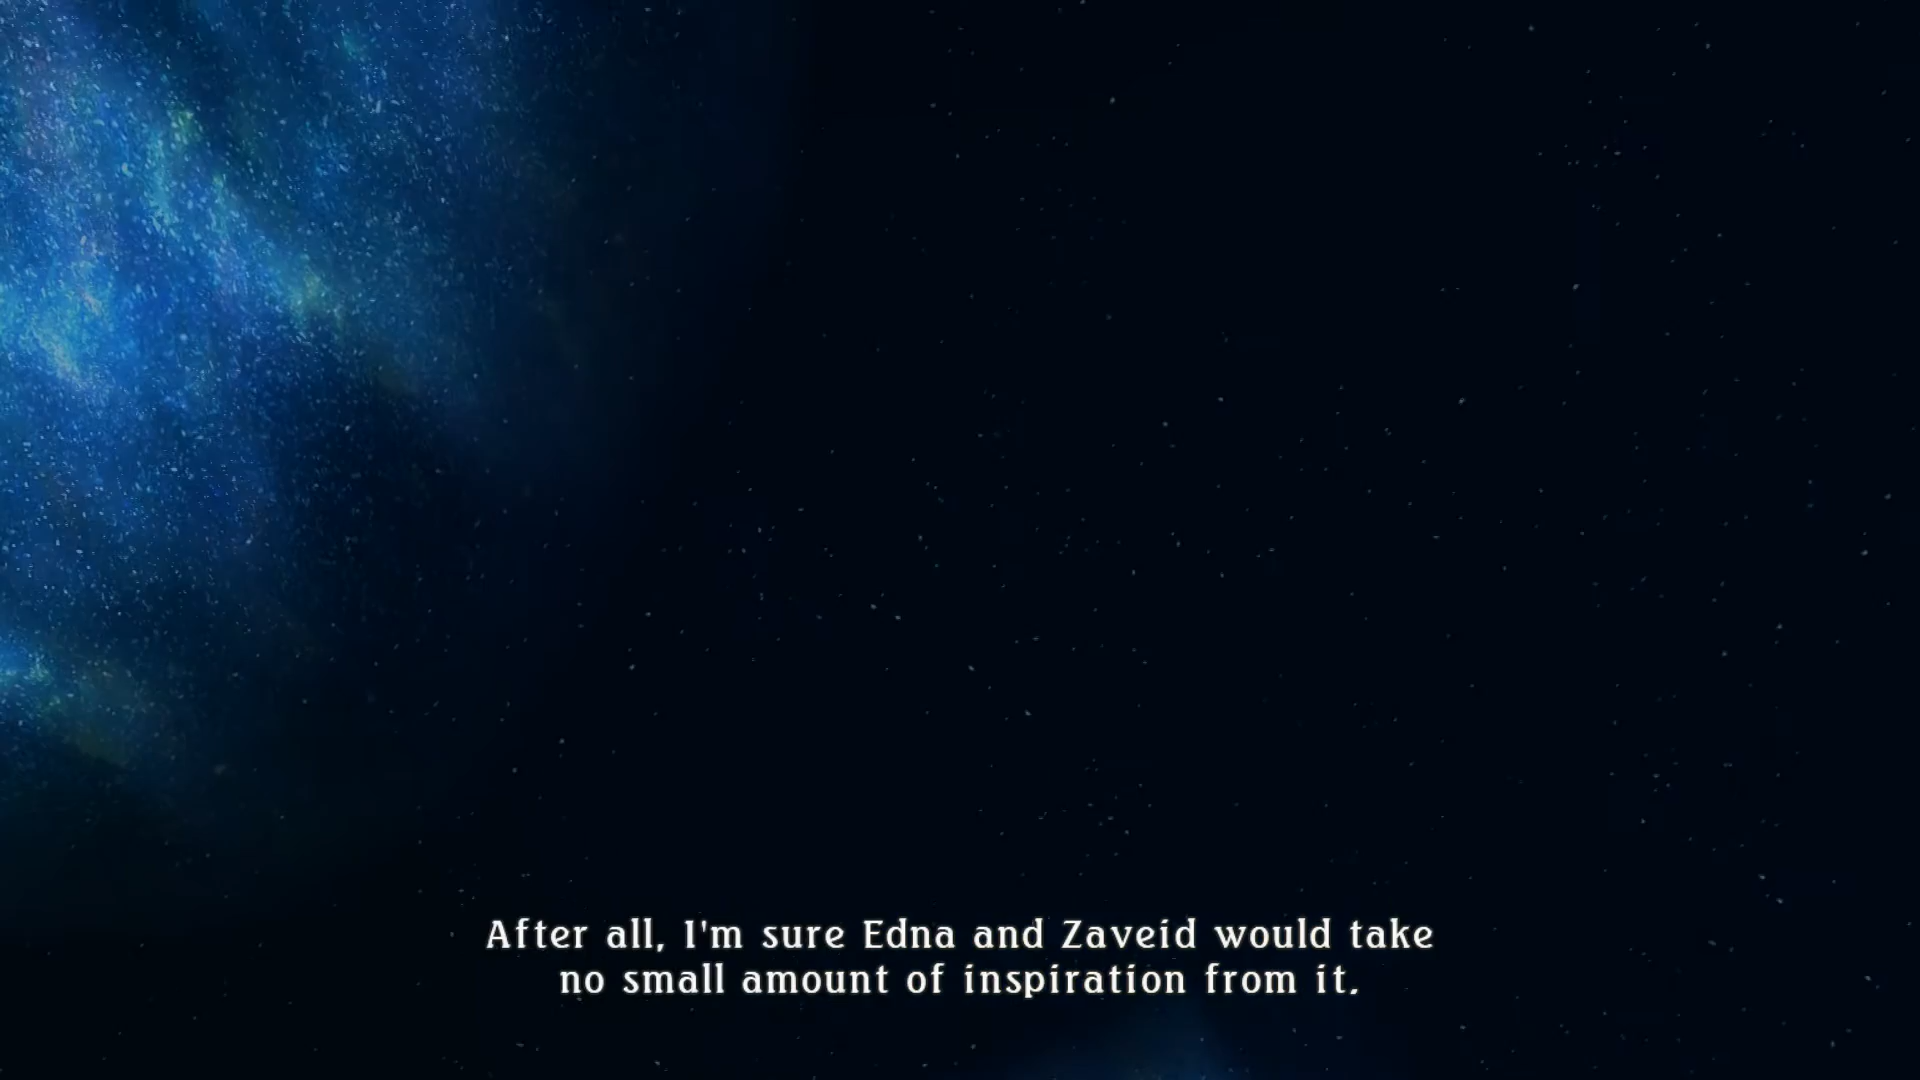 After all, I'm sure Edna and Zaveid would take
no small amount of inspiration from it.